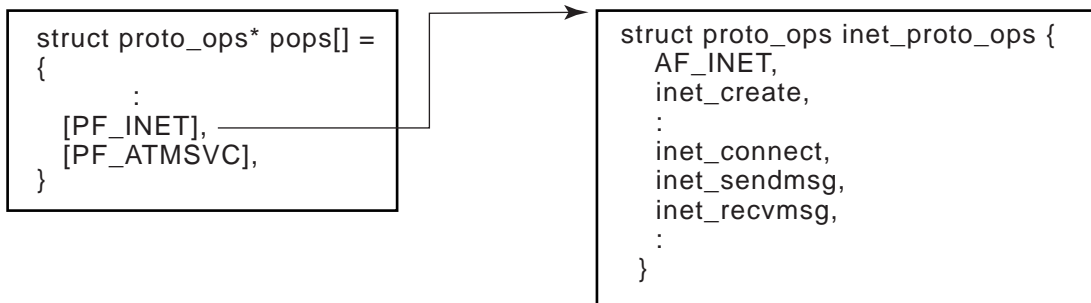 struct proto_ops* pops[] =
{
:
[PF_INET],
[PF_ATMSVC],
}
struct proto_ops inet_proto_ops {
AF_INET,
inet_create,
:
inet_connect,
inet_sendmsg,
inet_recvmsg,
:
}